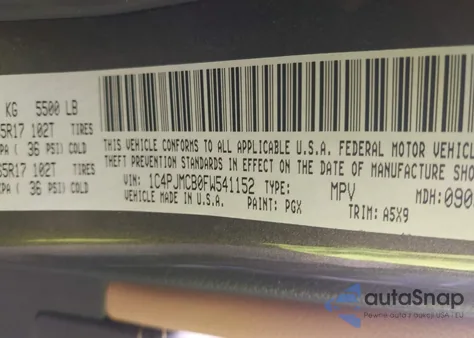 KG 5500 LB
5R17 102T TIRES
PA ( 36 PSI) COLD
5R17 102T TIRES
PA ( 36 PSI) COLD
THIS VEHICLE CONFORMS TO ALL APPLICABLE U.S.A. FEDERAL MOTOR VEHICL
THEFT PREVENTION STANDARDS IN EFFECT ON THE DATE OF MANUFACTURE SHO
VIN: 1C4PJMCB0FW541152 TYPE: MPV MDH:090
VEHICLE MADE IN U.S.A. PAINT: PGX TRIM: A5X9
autoSnap